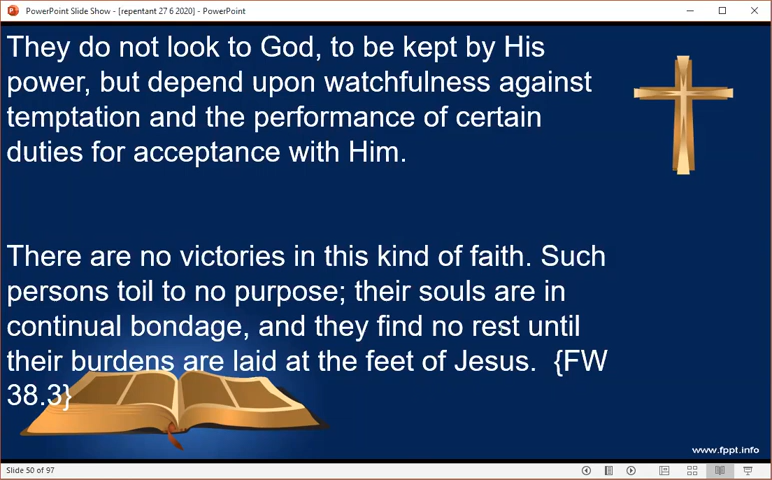 PowerPoint Slide Show - [repentant 27 6 2020] - PowerPoint
They do not look to God, to be kept by His
power, but depend upon watchfulness against
temptation and the performance of certain
duties for acceptance with Him.
There are no victories in this kind of faith. Such
persons toil to no purpose; their souls are in
continual bondage, and they find no rest until
their burdens are laid at the feet of Jesus.  {FW
38.3}
www.fppt.info
Slide 50 of 97